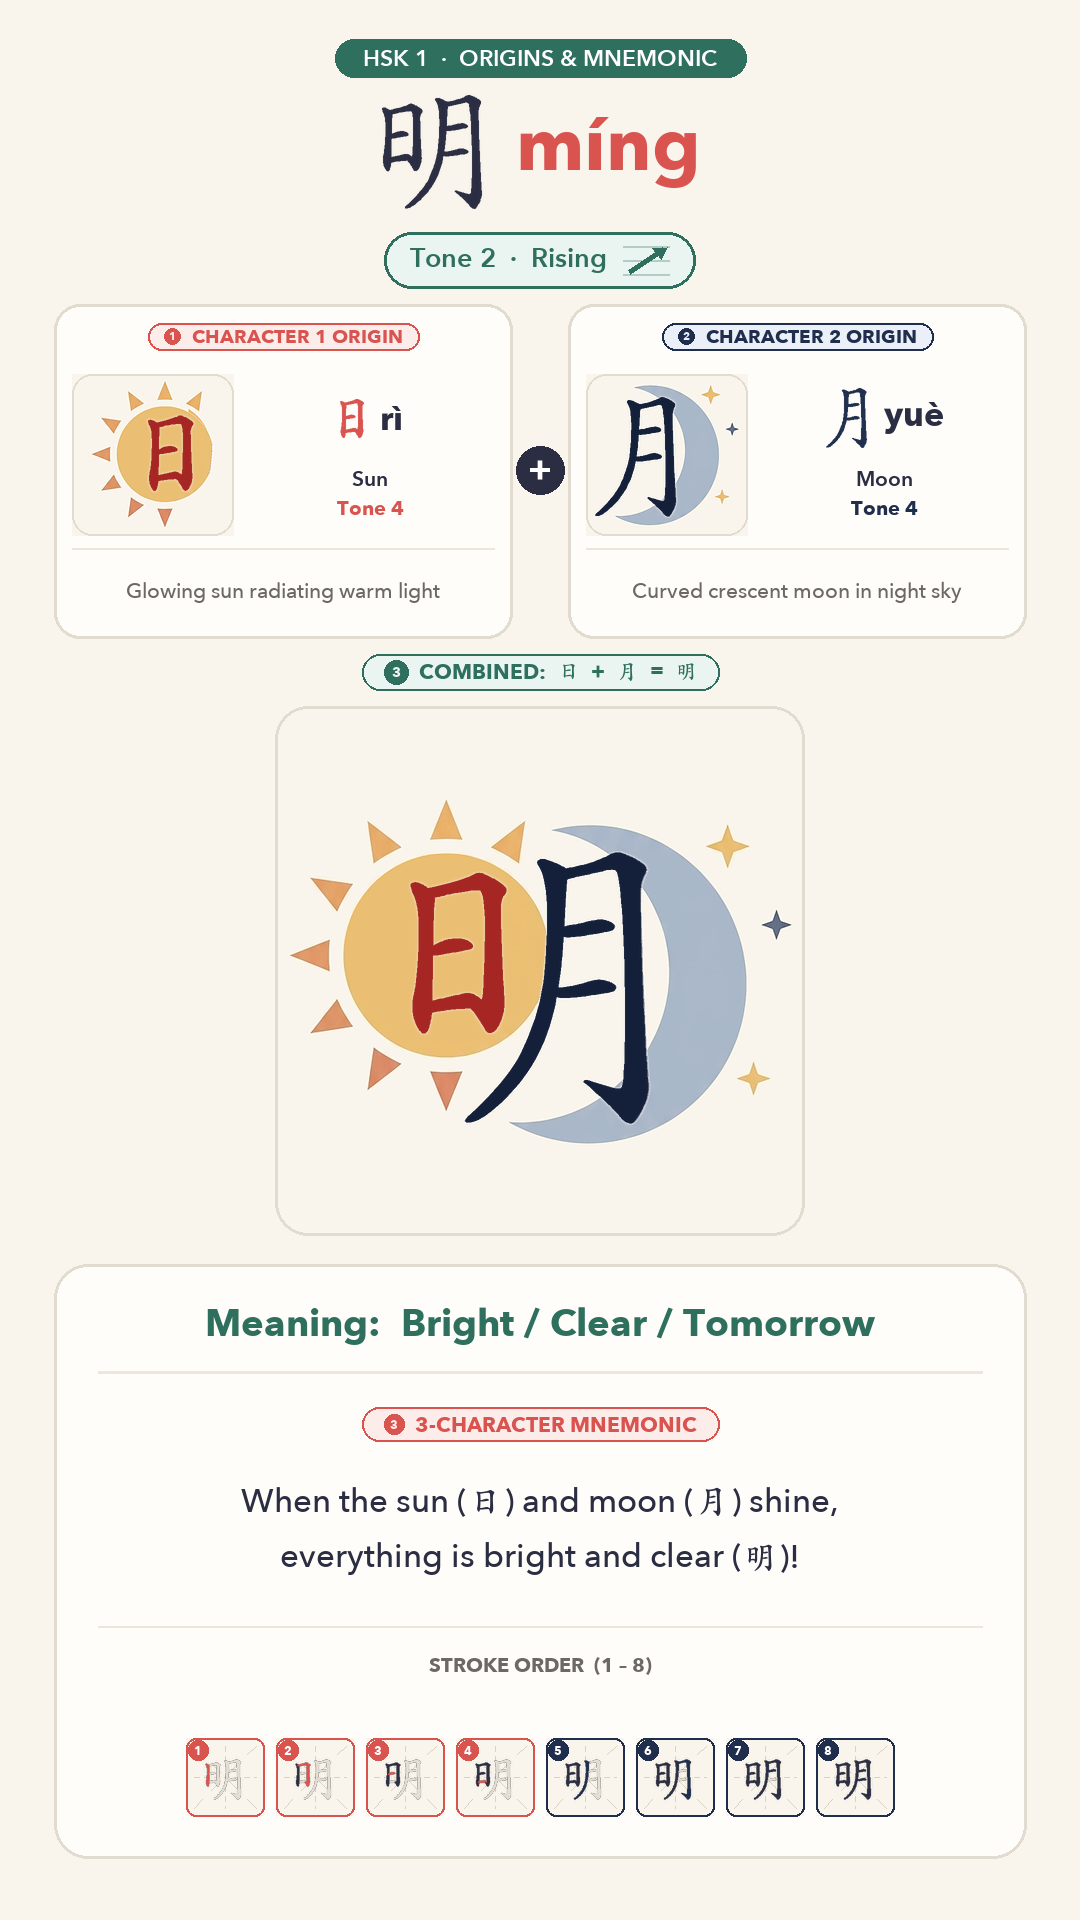 HSK 1 · ORIGINS & MNEMONIC
明 míng
Tone 2 · Rising
1 CHARACTER 1 ORIGIN
日
日 rì
Sun
Tone 4
Glowing sun radiating warm light
+
2 CHARACTER 2 ORIGIN
月
月 yuè
Moon
Tone 4
Curved crescent moon in night sky
3 COMBINED: 日 + 月 = 明
明
Meaning: Bright / Clear / Tomorrow
3 3-CHARACTER MNEMONIC
When the sun (日) and moon (月) shine,
everything is bright and clear (明)!
STROKE ORDER (1 – 8)
1 明 2 明 3 明 4 明 5 明 6 明 7 明 8 明